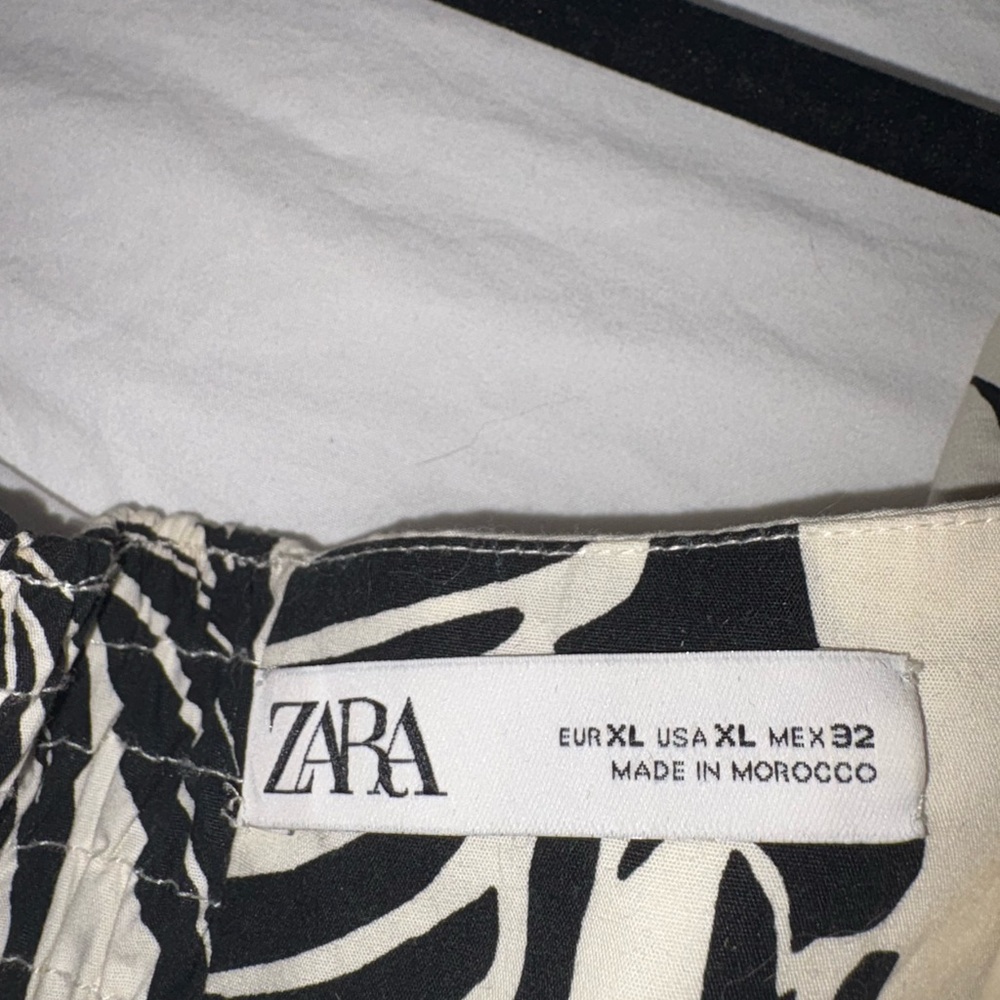 ZARA
EUR XL USA XL MEX 32
MADE IN MOROCCO